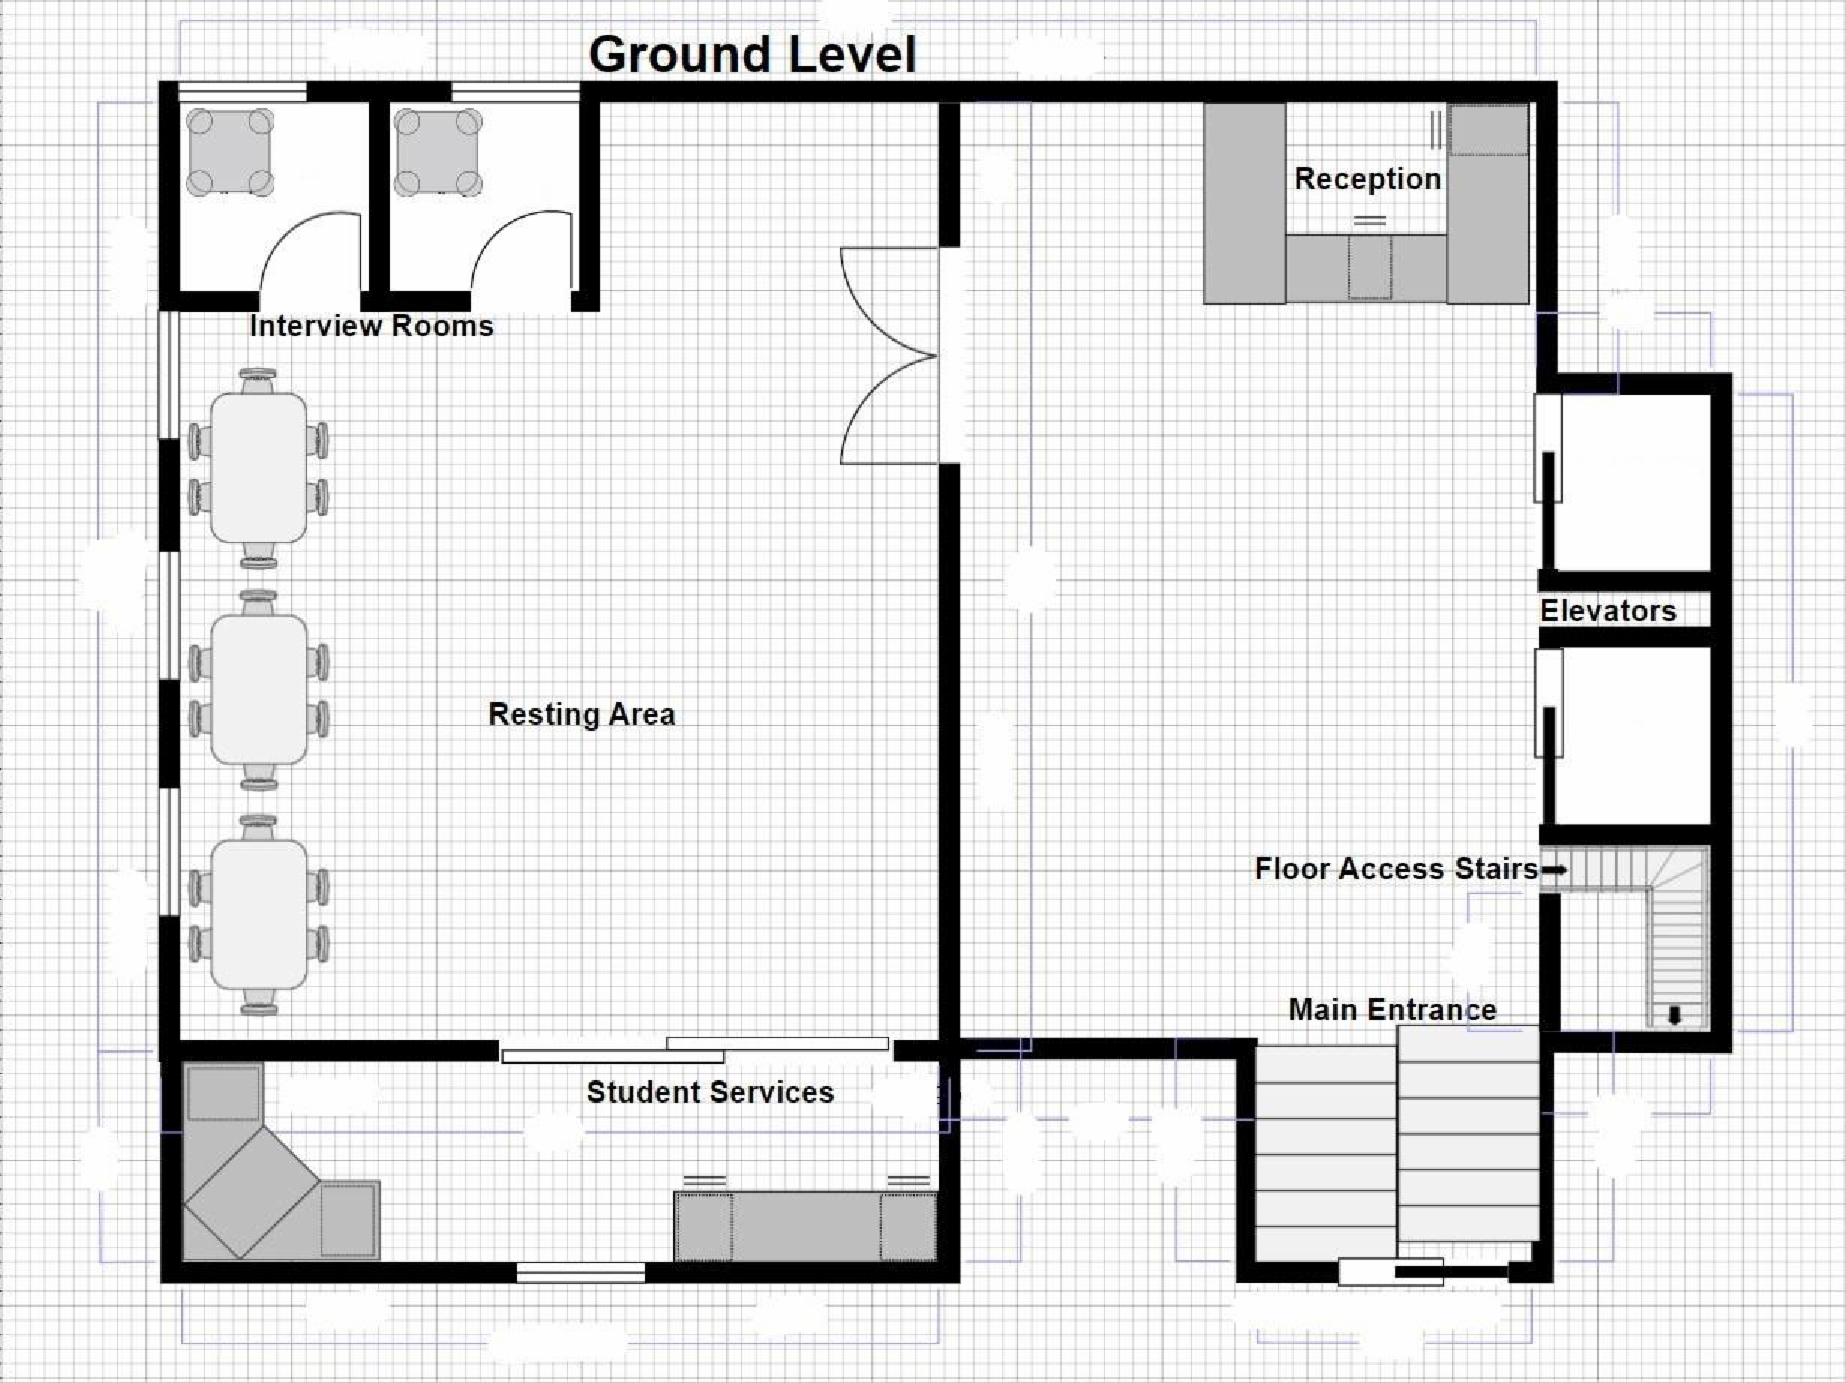 Ground Level
Reception
Interview Rooms
Elevators
Resting Area
Floor Access Stairs
Main Entrance
Student Services